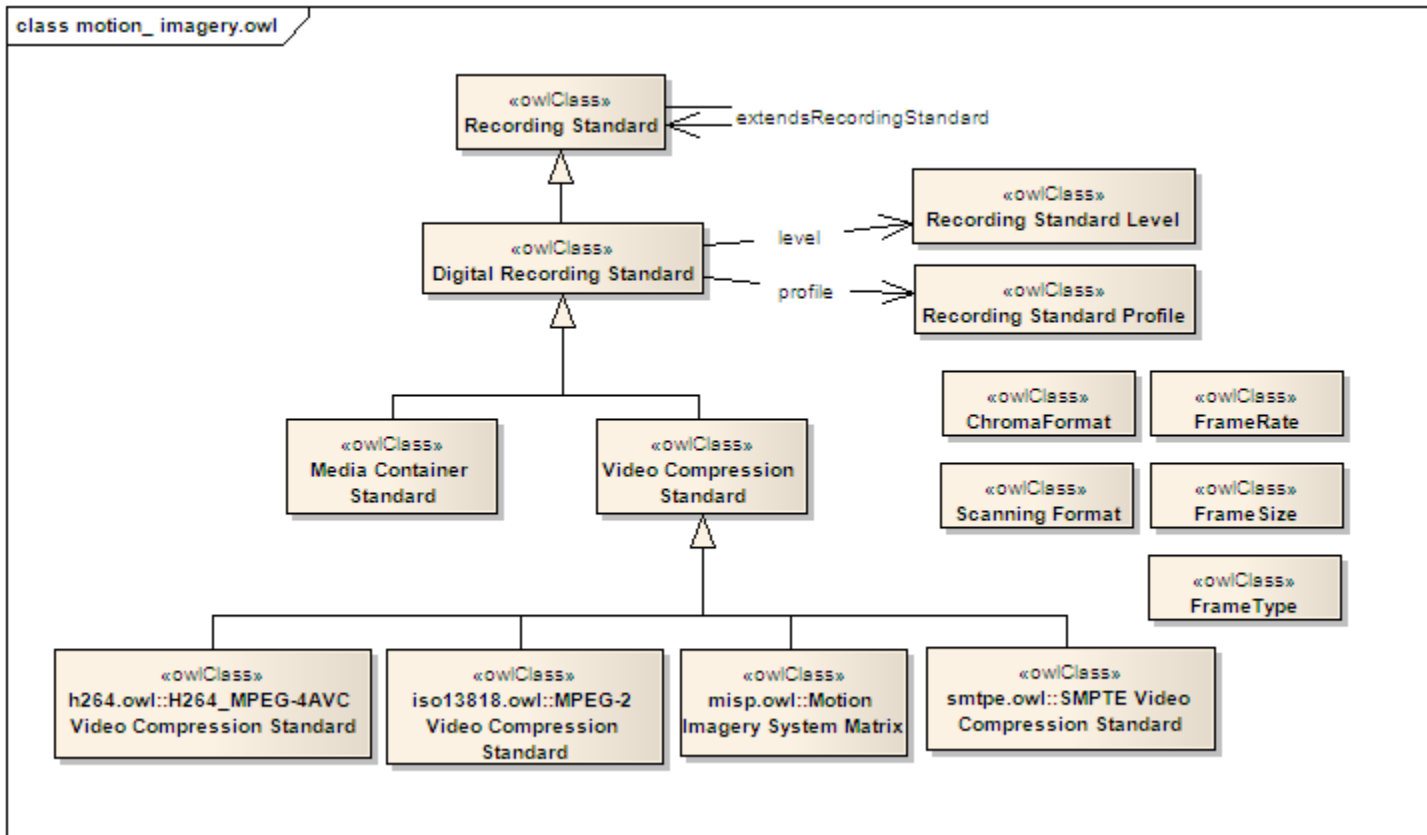 class motion_ imagery.owl
«owlClass»
Recording Standard
extendsRecordingStandard
«owlClass»
Recording Standard Level
«owlClass»
Digital Recording Standard
level
profile
«owlClass»
Recording Standard Profile
«owlClass»
ChromaFormat
«owlClass»
FrameRate
«owlClass»
Media Container
Standard
«owlClass»
Video Compression
Standard
«owlClass»
Scanning Format
«owlClass»
FrameSize
«owlClass»
FrameType
«owlClass»
h264.owl::H264_MPEG-4AVC
Video Compression Standard
«owlClass»
iso13818.owl::MPEG-2
Video Compression
Standard
«owlClass»
misp.owl::Motion
Imagery System Matrix
«owlClass»
smtpe.owl::SMPTE Video
Compression Standard